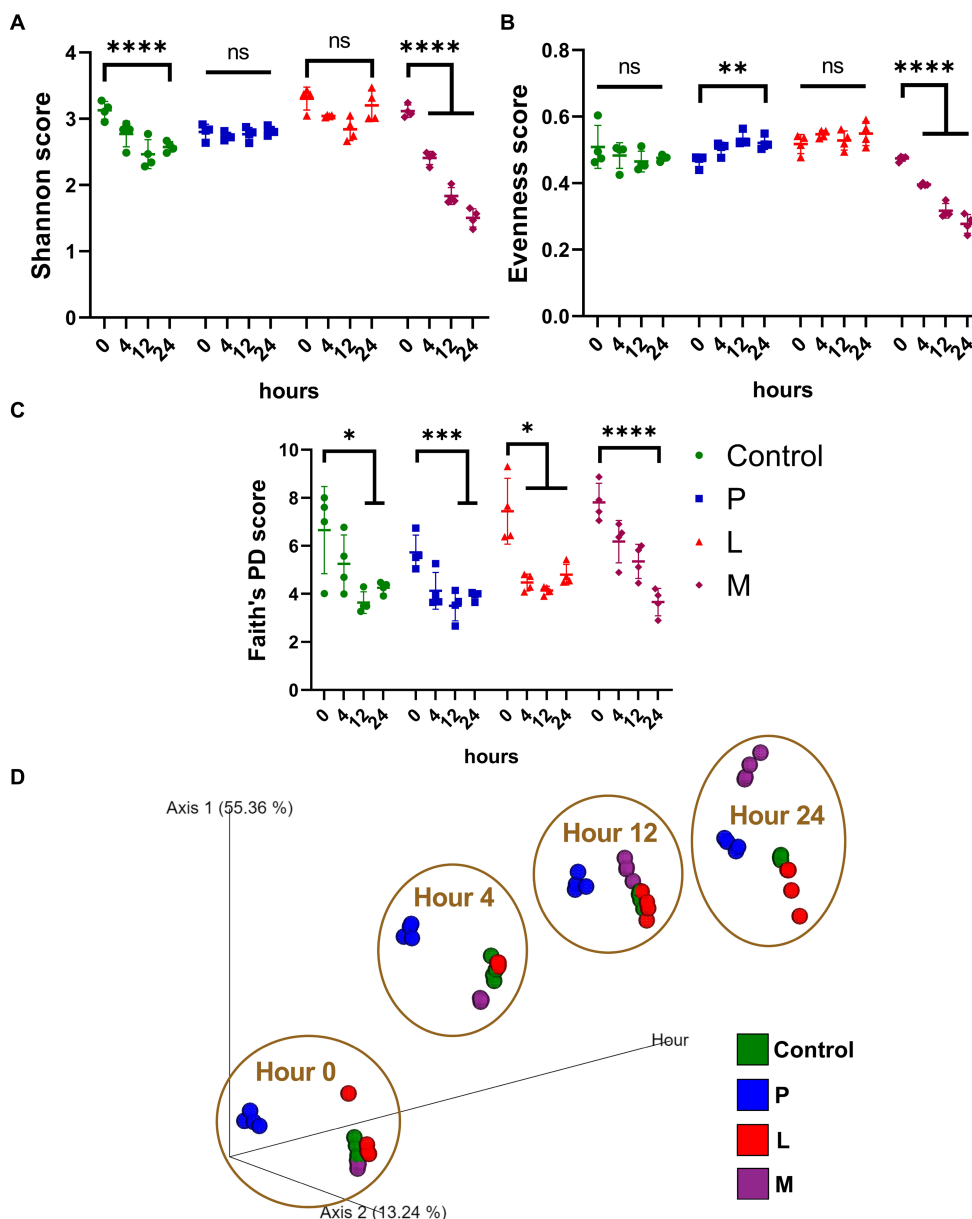 A
Shannon score
4
3
2
1
0
****
ns
ns
****
0 4 12 24 0 4 12 24 0 4 12 24 0 4 12 24
hours
B
Evenness score
0.8
0.6
0.4
0.2
0.0
ns
**
ns
****
0 4 12 24 0 4 12 24 0 4 12 24 0 4 12 24
hours
C
Faith's PD score
10
8
6
4
2
0
*
***
*
****
0 4 12 24 0 4 12 24 0 4 12 24 0 4 12 24
hours
Control
P
L
M
D
Axis 1 (55.36 %)
Hour 24
Hour 12
Hour 4
Hour
Hour 0
Axis 2 (13.24 %)
Control
P
L
M